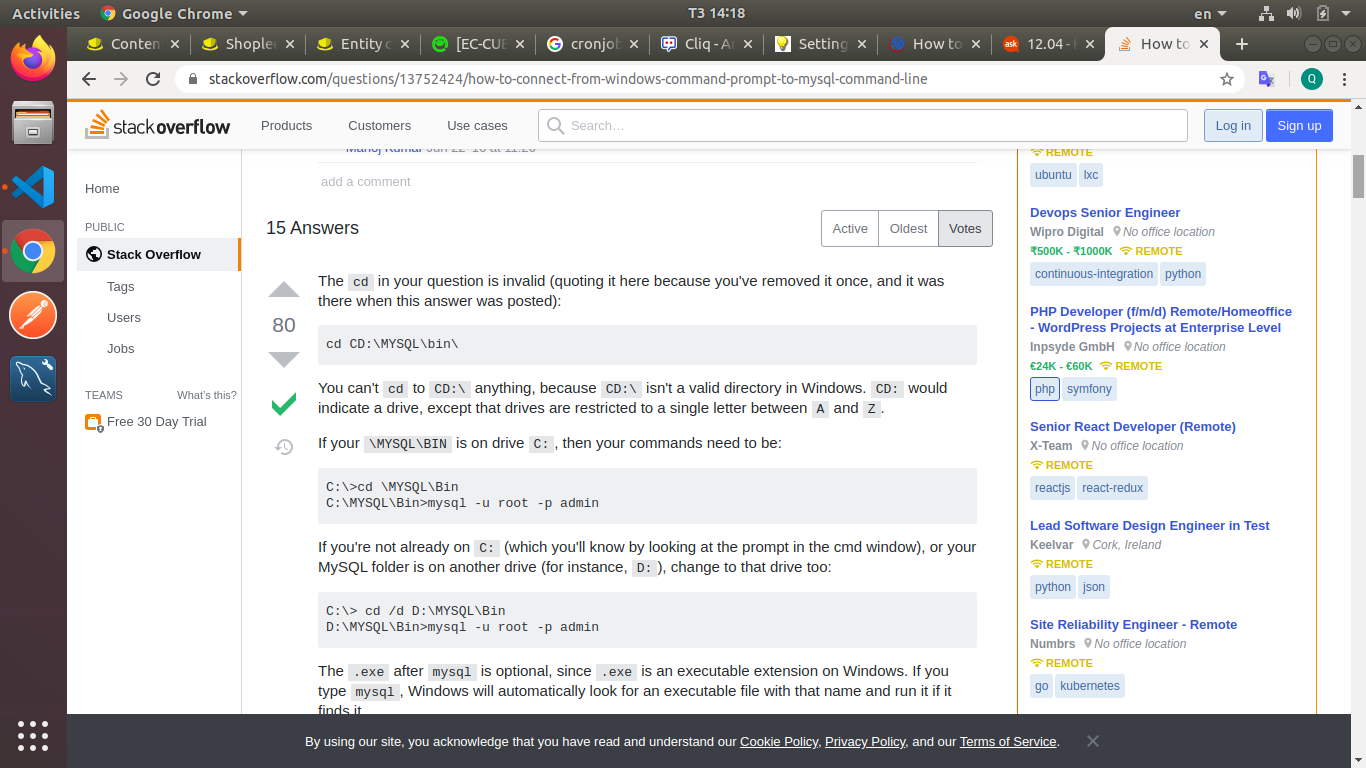 Activities
Google Chrome
T3 14:18
en
Conten
Shople
Entity c
[EC-CUB
cronjob
Cliq - Ar
Setting
How to
12.04 -
How to
stackoverflow.com/questions/13752424/how-to-connect-from-windows-command-prompt-to-mysql-command-line
Q
stackoverflow
Products
Customers
Use cases
Search…
Log in
Sign up
Home
PUBLIC
Stack Overflow
Tags
Users
Jobs
TEAMS
What's this?
Free 30 Day Trial
Manoj Kumar Jun 22 '16 at 11:20
add a comment
15 Answers
Active
Oldest
Votes
80
The cd in your question is invalid (quoting it here because you've removed it once, and it was
there when this answer was posted):
cd CD:\MYSQL\bin\
You can't cd to CD:\ anything, because CD:\ isn't a valid directory in Windows. CD: would
indicate a drive, except that drives are restricted to a single letter between A and Z.
If your \MYSQL\BIN is on drive C:, then your commands need to be:
C:\>cd \MYSQL\Bin
C:\MYSQL\Bin>mysql -u root -p admin
If you're not already on C: (which you'll know by looking at the prompt in the cmd window), or your
MySQL folder is on another drive (for instance, D:), change to that drive too:
C:\> cd /d D:\MYSQL\Bin
D:\MYSQL\Bin>mysql -u root -p admin
The .exe after mysql is optional, since .exe is an executable extension on Windows. If you
type mysql, Windows will automatically look for an executable file with that name and run it if it
finds it
REMOTE
ubuntu lxc
Devops Senior Engineer
Wipro Digital No office location
₹500K - ₹1000K REMOTE
continuous-integration python
PHP Developer (f/m/d) Remote/Homeoffice
- WordPress Projects at Enterprise Level
Inpsyde GmbH No office location
€24K - €60K REMOTE
php symfony
Senior React Developer (Remote)
X-Team No office location
REMOTE
reactjs react-redux
Lead Software Design Engineer in Test
Keelvar Cork, Ireland
REMOTE
python json
Site Reliability Engineer - Remote
Numbrs No office location
REMOTE
go kubernetes
By using our site, you acknowledge that you have read and understand our Cookie Policy, Privacy Policy, and our Terms of Service.